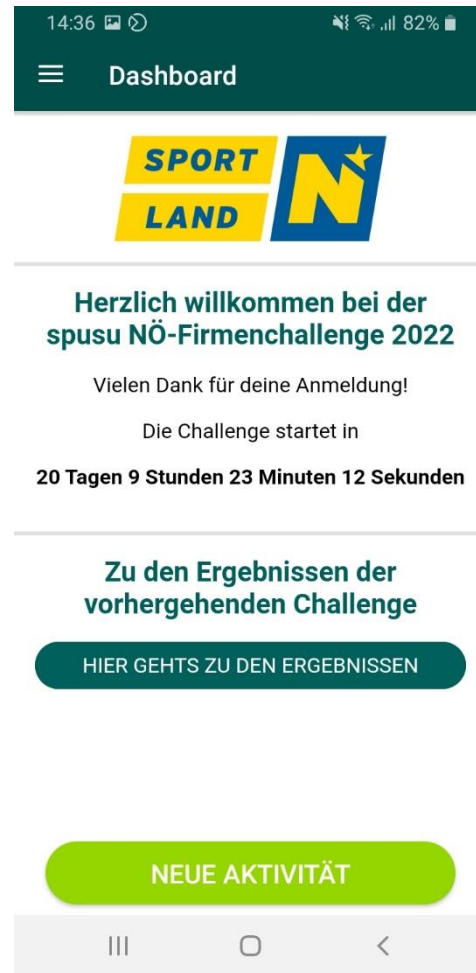 14:36 82%
Dashboard
SPORT
LAND N
Herzlich willkommen bei der
spusu NÖ-Firmenchallenge 2022
Vielen Dank für deine Anmeldung!
Die Challenge startet in
20 Tagen 9 Stunden 23 Minuten 12 Sekunden
Zu den Ergebnissen der
vorhergehenden Challenge
HIER GEHTS ZU DEN ERGEBNISSEN
NEUE AKTIVITÄT